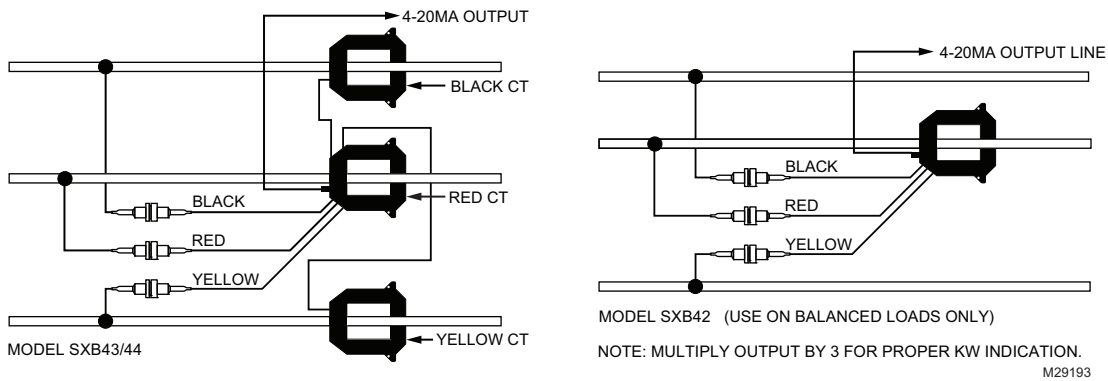 4-20MA OUTPUT
BLACK CT
BLACK
RED CT
RED
YELLOW
YELLOW CT
MODEL SXB43/44
4-20MA OUTPUT LINE
BLACK
RED
YELLOW
MODEL SXB42 (USE ON BALANCED LOADS ONLY)
NOTE: MULTIPLY OUTPUT BY 3 FOR PROPER KW INDICATION.
M29193